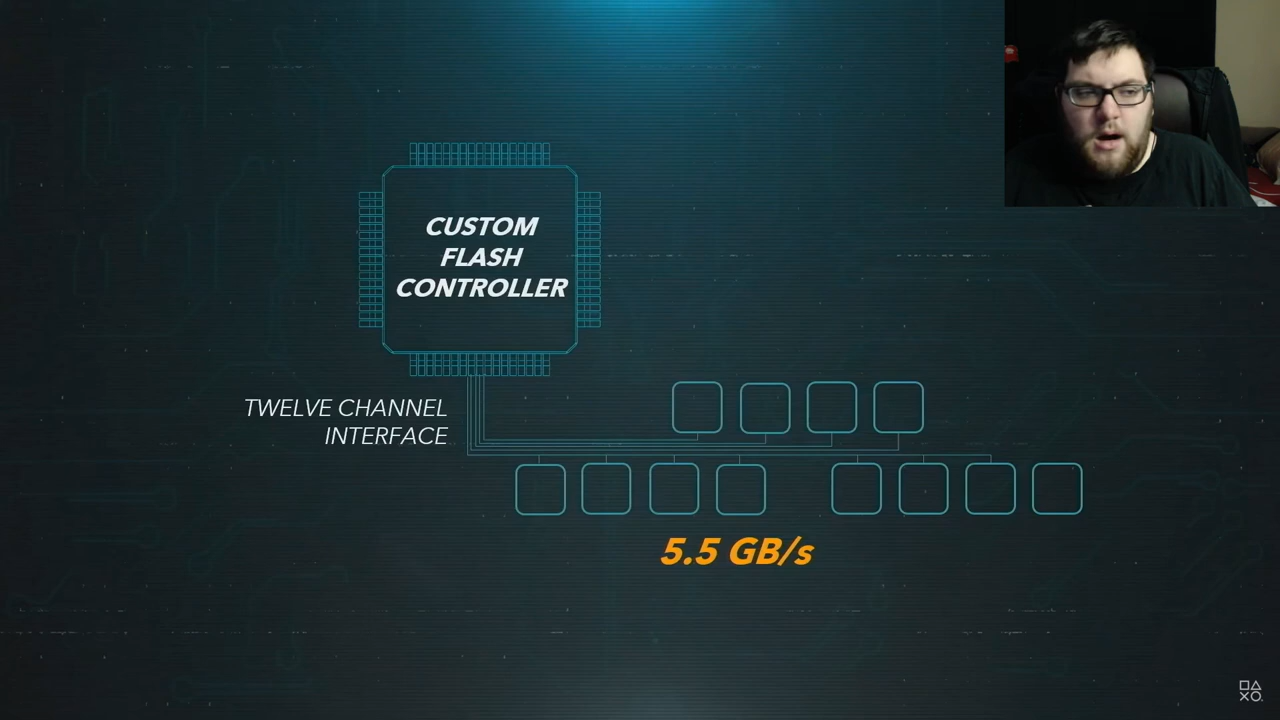 CUSTOM
FLASH
CONTROLLER
TWELVE CHANNEL
INTERFACE
5.5 GB/s